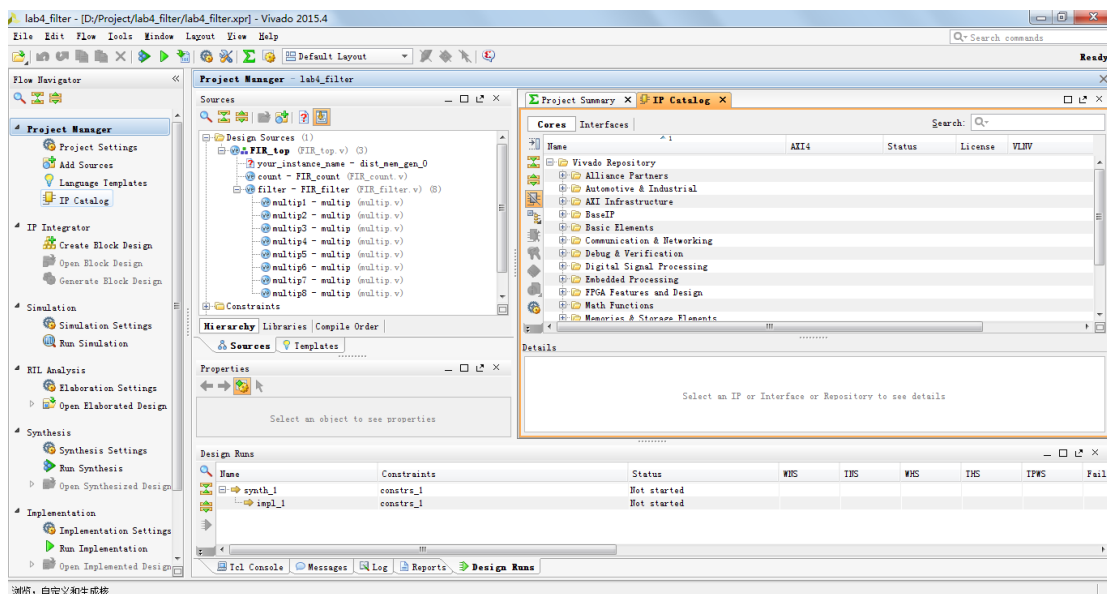 lab4_filter - [D:/Project/lab4_filter/lab4_filter.xpr] - Vivado 2015.4
File Edit Flow Tools Window Layout View Help
Search commands
Default Layout
Ready
Flow Navigator
Project Manager
Project Settings
Add Sources
Language Templates
IP Catalog
IP Integrator
Create Block Design
Open Block Design
Generate Block Design
Simulation
Simulation Settings
Run Simulation
RTL Analysis
Elaboration Settings
Open Elaborated Design
Synthesis
Synthesis Settings
Run Synthesis
Open Synthesized Design
Implementation
Implementation Settings
Run Implementation
Open Implemented Design
Project Manager - lab4_filter
Sources
Design Sources (1)
FIR_top (FIR_top.v) (3)
your_instance_name - dist_mem_gen_0
count - FIR_count (FIR_count.v)
filter - FIR_filter (FIR_filter.v) (8)
multip1 - multip (multip.v)
multip2 - multip (multip.v)
multip3 - multip (multip.v)
multip4 - multip (multip.v)
multip5 - multip (multip.v)
multip6 - multip (multip.v)
multip7 - multip (multip.v)
multip8 - multip (multip.v)
Constraints
Hierarchy Libraries Compile Order
Sources Templates
Properties
Select an object to see properties
Project Summary IP Catalog
Cores Interfaces Search:
Name 1 AXI4 Status License VLNV
Vivado Repository
Alliance Partners
Automotive & Industrial
AXI Infrastructure
BaseIP
Basic Elements
Communication & Networking
Debug & Verification
Digital Signal Processing
Embedded Processing
FPGA Features and Design
Math Functions
Memories & Storage Elements
Details
Select an IP or Interface or Repository to see details
Design Runs
Name Constraints Status WNS TNS WHS THS TPWS Fail
synth_1 constrs_1 Not started
impl_1 constrs_1 Not started
Tcl Console Messages Log Reports Design Runs
浏览，自定义和生成核